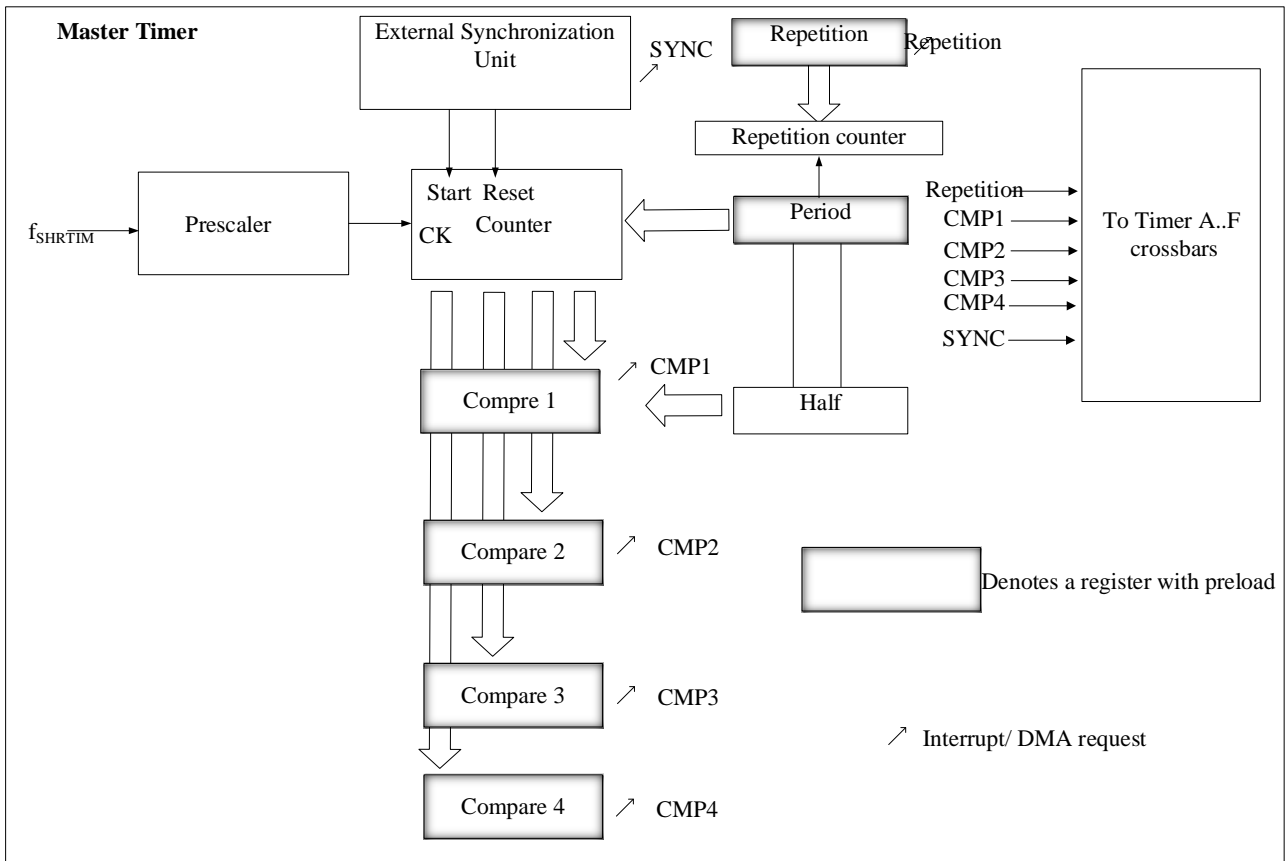 Master Timer
External Synchronization
Unit
SYNC
Repetition
Repetition
Repetition counter
Start Reset
Counter
CK
Prescaler
fSHRTIM
Period
Repetition
CMP1
CMP2
CMP3
CMP4
SYNC
To Timer A..F
crossbars
Compre 1
CMP1
Half
Compare 2
CMP2
Denotes a register with preload
Compare 3
CMP3
Interrupt/ DMA request
Compare 4
CMP4